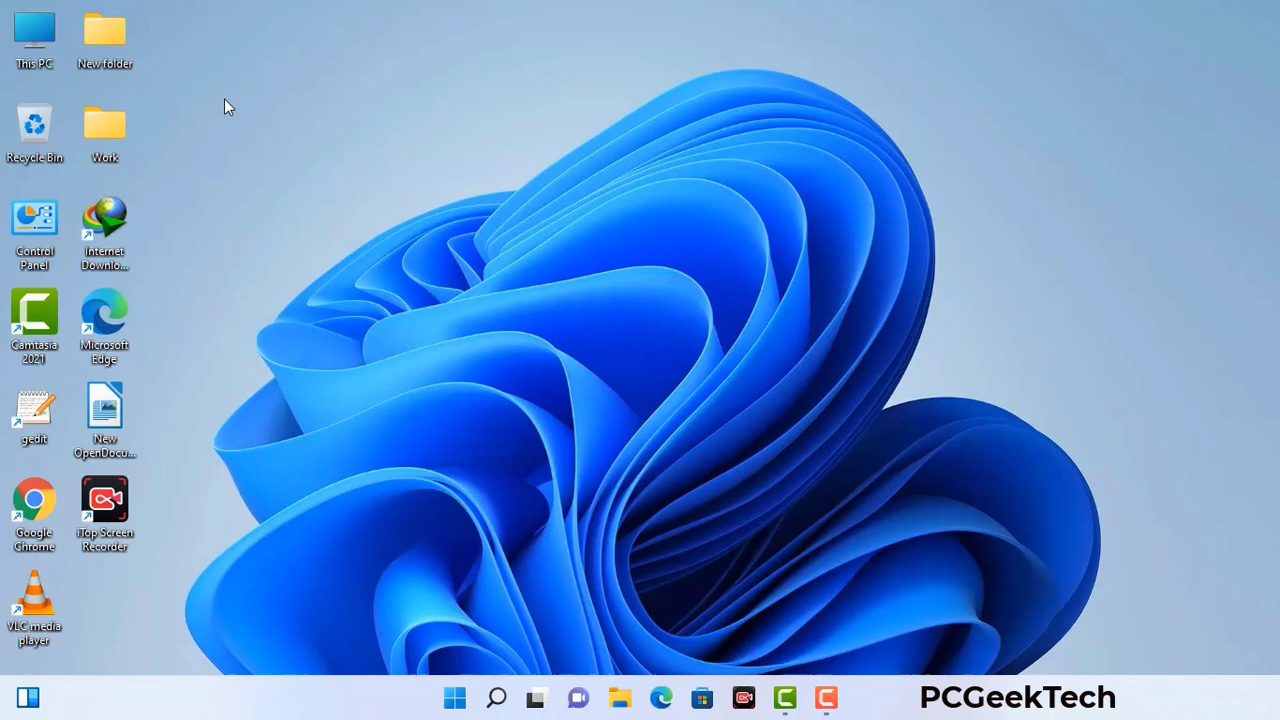 This PC
New folder
Recycle Bin
Work
Control
Panel
Internet
Downlo...
Camtasia
2021
Microsoft
Edge
gedit
New
OpenDocu...
Google
Chrome
iTop Screen
Recorder
VLC media
player
PCGeekTech